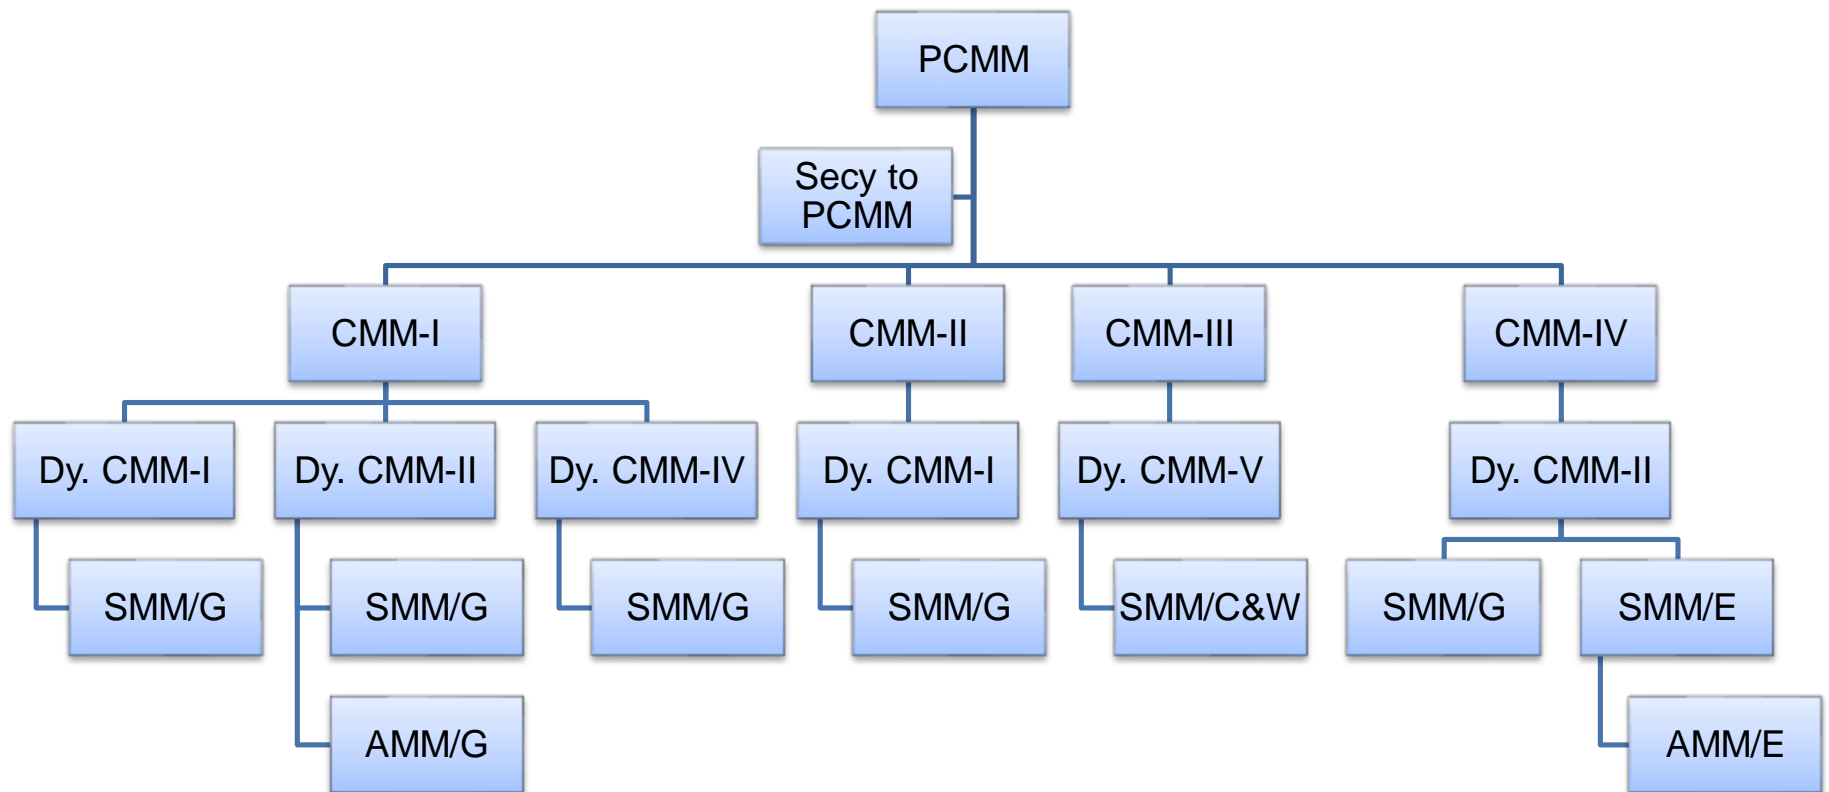 PCMM
Secy to
PCMM
CMM-I
CMM-II
CMM-III
CMM-IV
Dy. CMM-I
Dy. CMM-II
Dy. CMM-IV
Dy. CMM-I
Dy. CMM-V
Dy. CMM-II
SMM/G
SMM/G
SMM/G
SMM/G
SMM/C&W
SMM/G
SMM/E
AMM/G
AMM/E